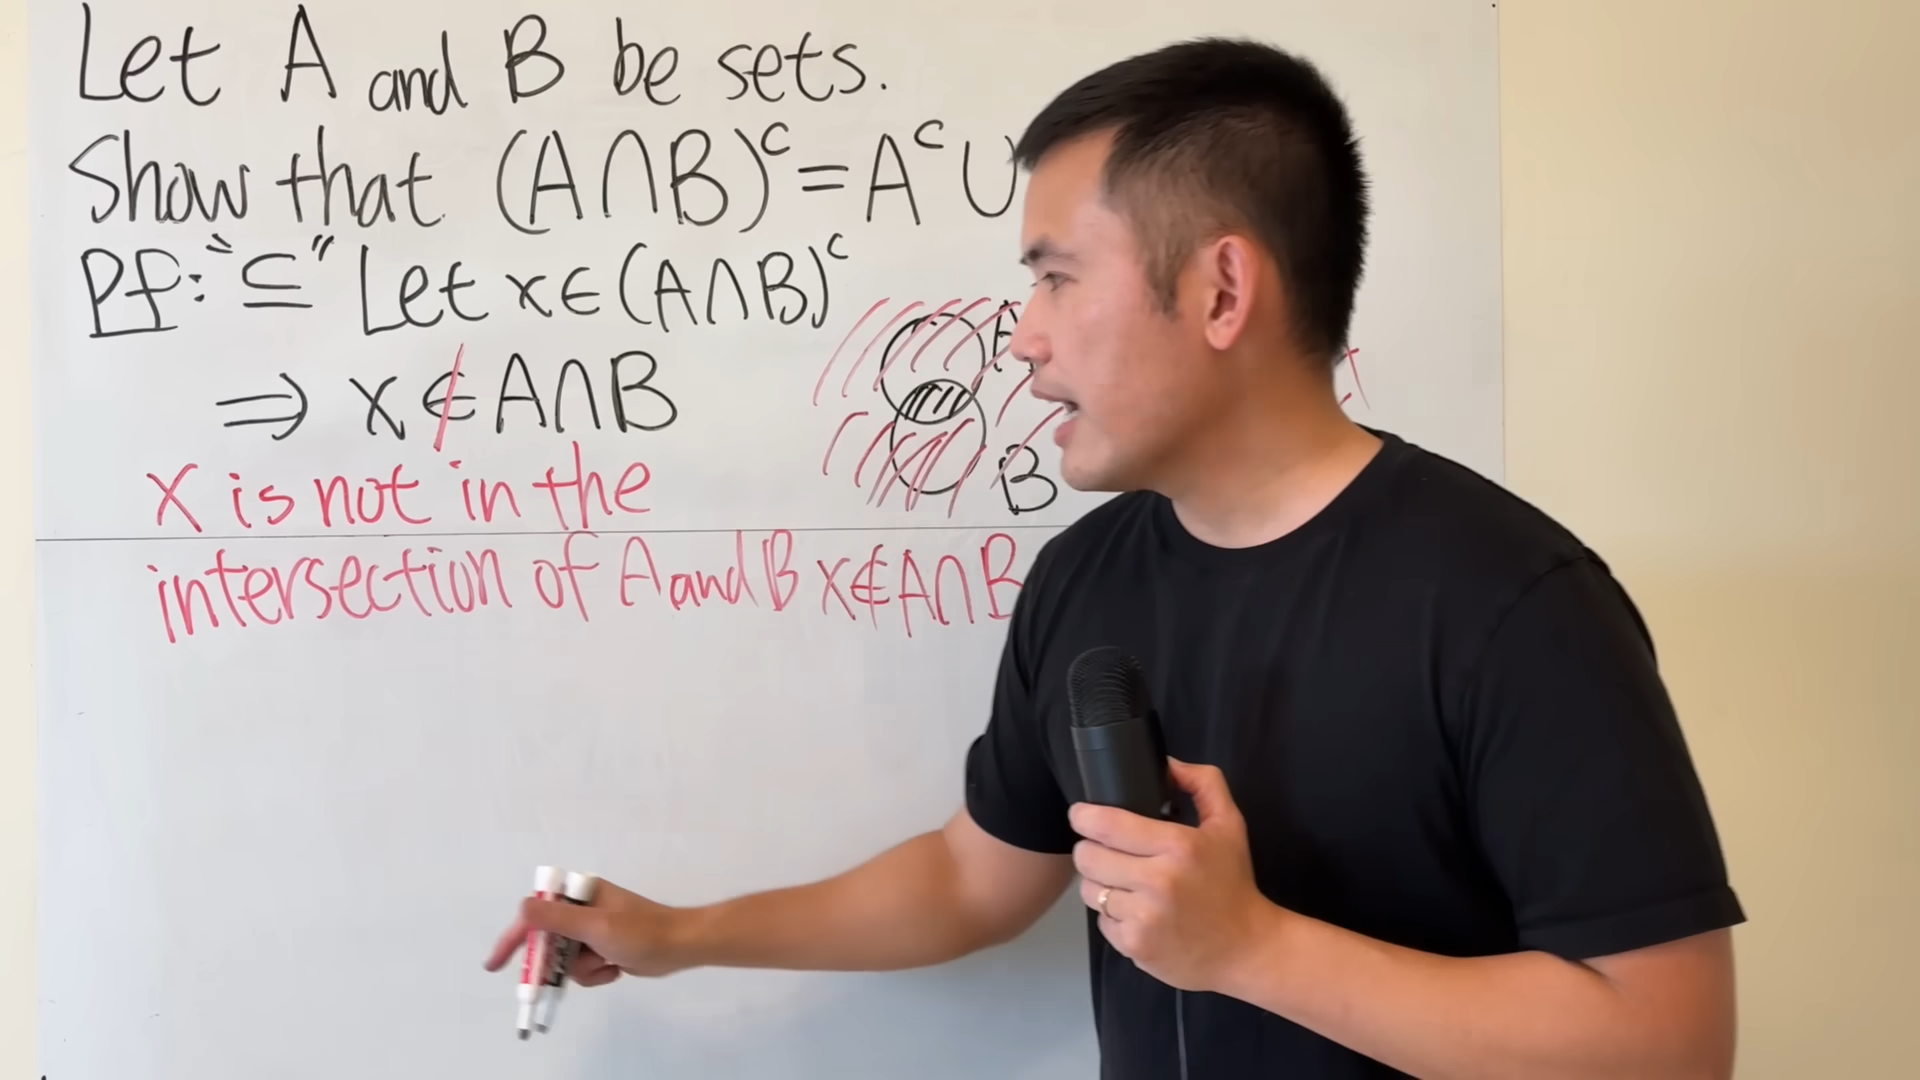 Let A and B be sets.
Show that (A∩B)ᶜ = Aᶜ ∪
Pf: "⊆" Let x ∈ (A∩B)ᶜ
⇒ x ∉ A∩B
A
B
x is not in the
intersection of A and B x ∉ A∩B